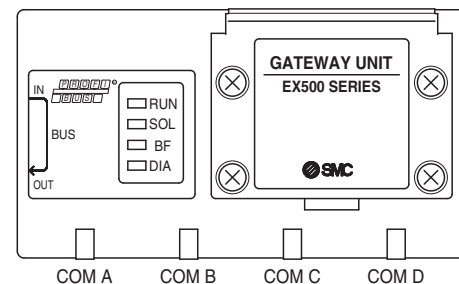 GATEWAY UNIT
EX500 SERIES
SMC
IN
PROFI
BUS
BUS
OUT
RUN
SOL
BF
DIA
COM A COM B COM C COM D